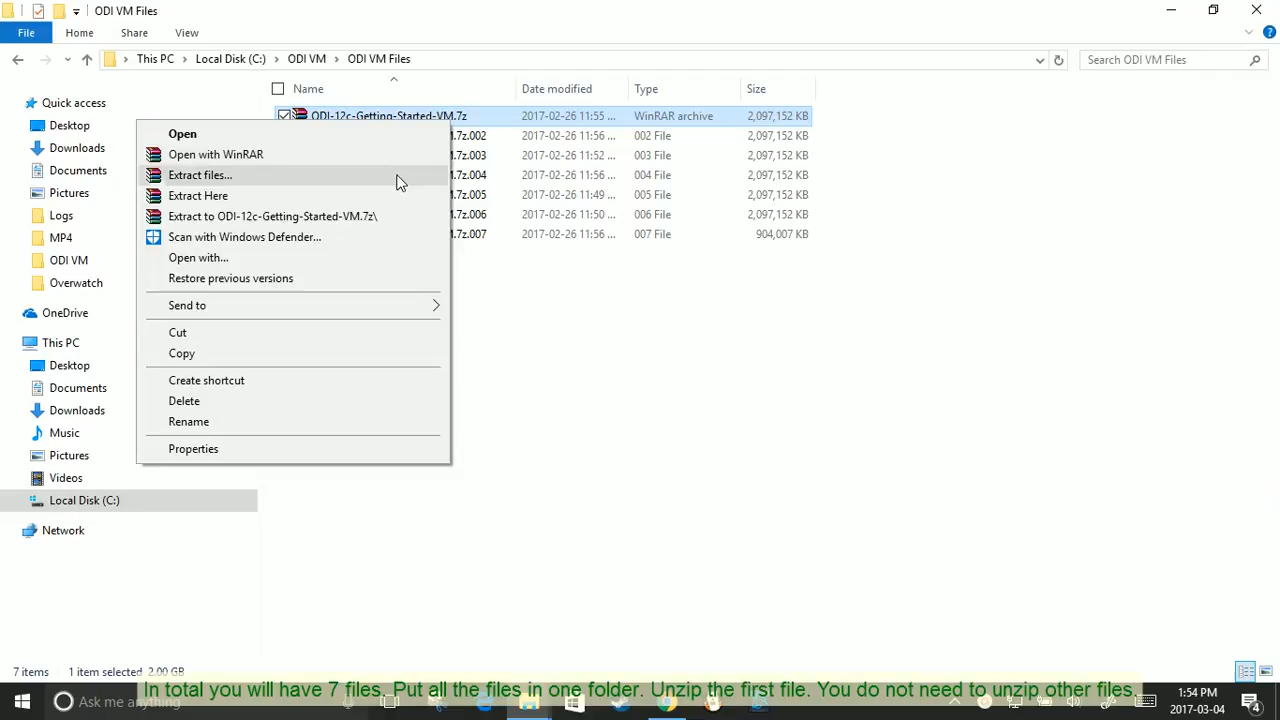 ODI VM Files
File Home Share View
This PC Local Disk (C:) ODI VM ODI VM Files Search ODI VM Files
Name Date modified Type Size
ODI-12c-Getting-Started-VM.7z 2017-02-26 11:55 ... WinRAR archive 2,097,152 KB
M.7z.002 2017-02-26 11:56 ... 002 File 2,097,152 KB
M.7z.003 2017-02-26 11:52 ... 003 File 2,097,152 KB
M.7z.004 2017-02-26 11:56 ... 004 File 2,097,152 KB
M.7z.005 2017-02-26 11:49 ... 005 File 2,097,152 KB
M.7z.006 2017-02-26 11:50 ... 006 File 2,097,152 KB
M.7z.007 2017-02-26 11:56 ... 007 File 904,007 KB
Quick access
Desktop
Downloads
Documents
Pictures
Logs
MP4
ODI VM
Overwatch
OneDrive
This PC
Desktop
Documents
Downloads
Music
Pictures
Videos
Local Disk (C:)
Network
Open
Open with WinRAR
Extract files...
Extract Here
Extract to ODI-12c-Getting-Started-VM.7z\
Scan with Windows Defender...
Open with...
Restore previous versions
Send to
Cut
Copy
Create shortcut
Delete
Rename
Properties
7 items 1 item selected 2.00 GB
In total you will have 7 files. Put all the files in one folder. Unzip the first file. You do not need to unzip other files.
Ask me anything
1:54 PM
2017-03-04
4